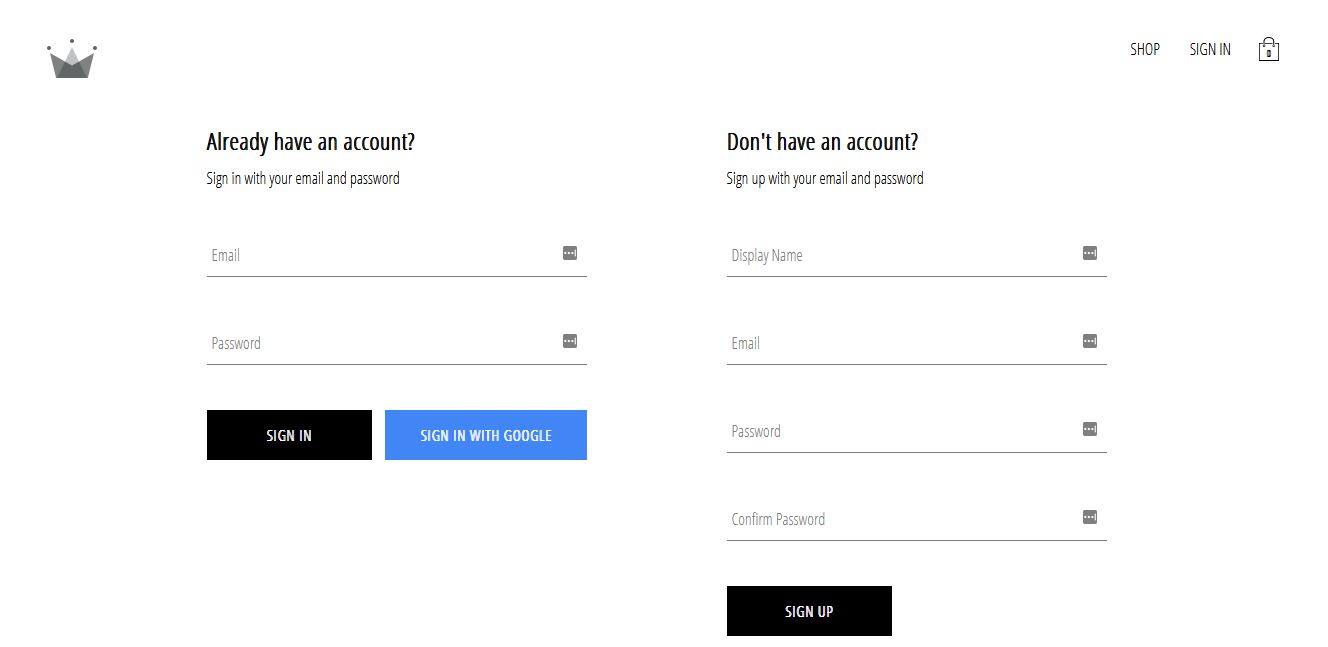 SHOP
SIGN IN
0
Already have an account?
Sign in with your email and password
Email
Password
SIGN IN
SIGN IN WITH GOOGLE
Don't have an account?
Sign up with your email and password
Display Name
Email
Password
Confirm Password
SIGN UP